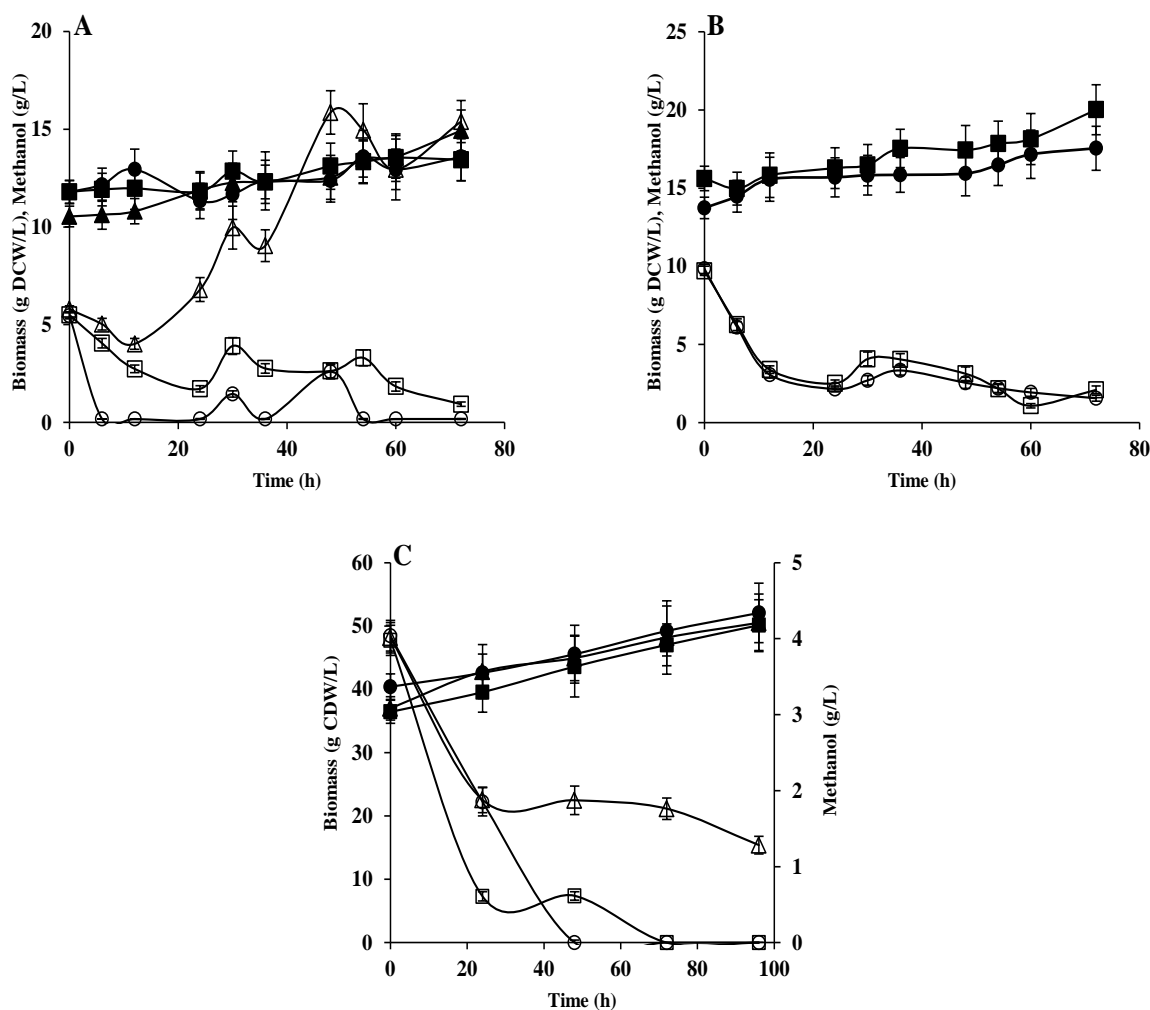 A
20
15
10
5
0
0 20 40 60 80
Biomass (g DCW/L), Methanol (g/L)
Time (h)
B
25
20
15
10
5
0
0 20 40 60 80
Biomass (g DCW/L), Methanol (g/L)
Time (h)
C
60
50
40
30
20
10
0
5
4
3
2
1
0
0 20 40 60 80 100
Biomass (g CDW/L)
Methanol (g/L)
Time (h)